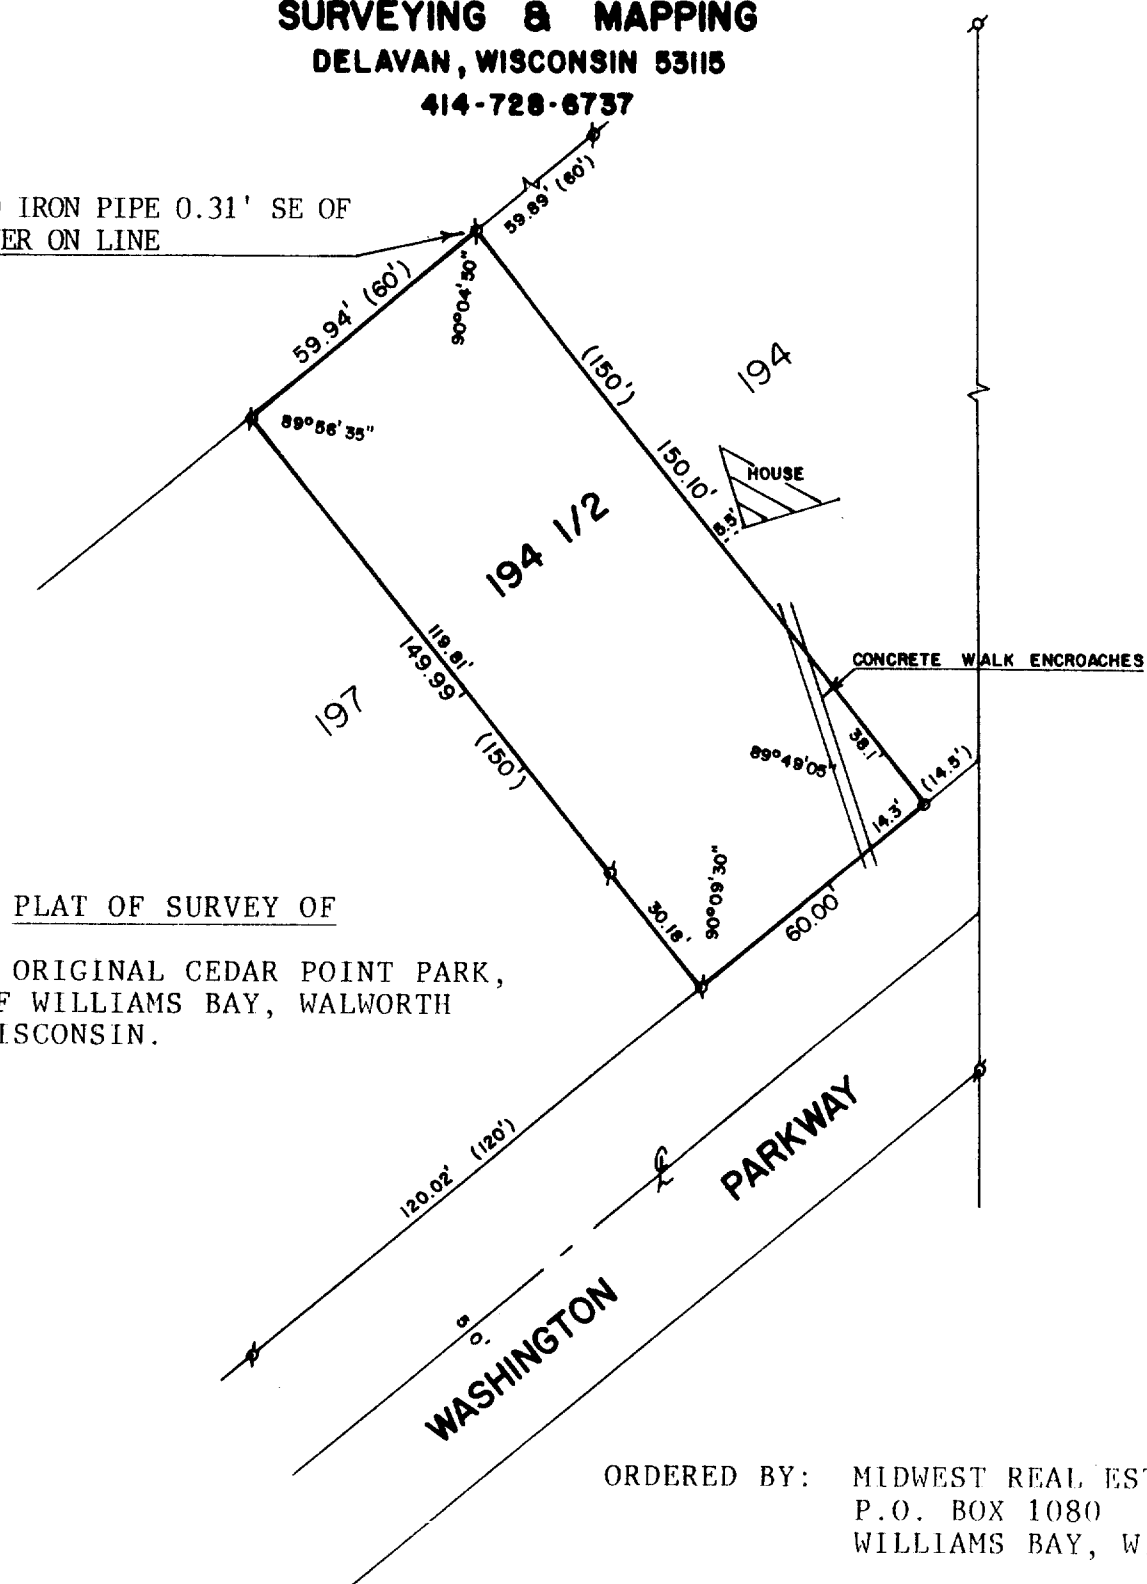 SURVEYING & MAPPING
DELAVAN, WISCONSIN 53115
414-728-6737
IRON PIPE 0.31' SE OF
ER ON LINE
59.89' (60')
59.94' (60')
90°04'50"
89°56'35"
(150')
150.10'
194
HOUSE
5.5'
194 1/2
119.81'
149.99'
(150')
197
CONCRETE WALK ENCROACHES
38.1'
89°49'05"
14.3'
(14.5')
90°09'30"
30.18'
60.00'
PLAT OF SURVEY OF
ORIGINAL CEDAR POINT PARK,
F WILLIAMS BAY, WALWORTH
ISCONSIN.
120.02' (120')
50'
WASHINGTON PARKWAY
ORDERED BY: MIDWEST REAL EST
P.O. BOX 1080
WILLIAMS BAY, W